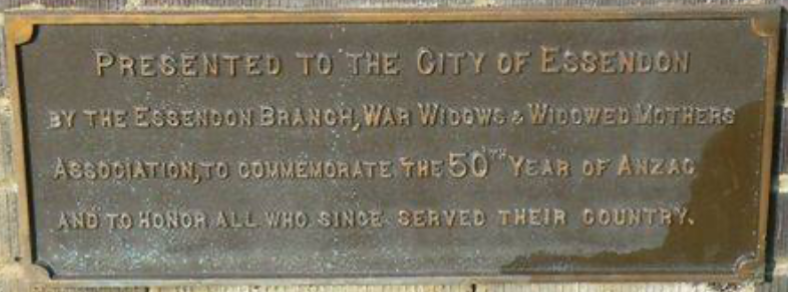 PRESENTED TO THE CITY OF ESSENDON
BY THE ESSENDON BRANCH, WAR WIDOWS & WIDOWED MOTHERS
ASSOCIATION, TO COMMEMORATE THE 50TH YEAR OF ANZAC
AND TO HONOR ALL WHO SINCE SERVED THEIR COUNTRY.